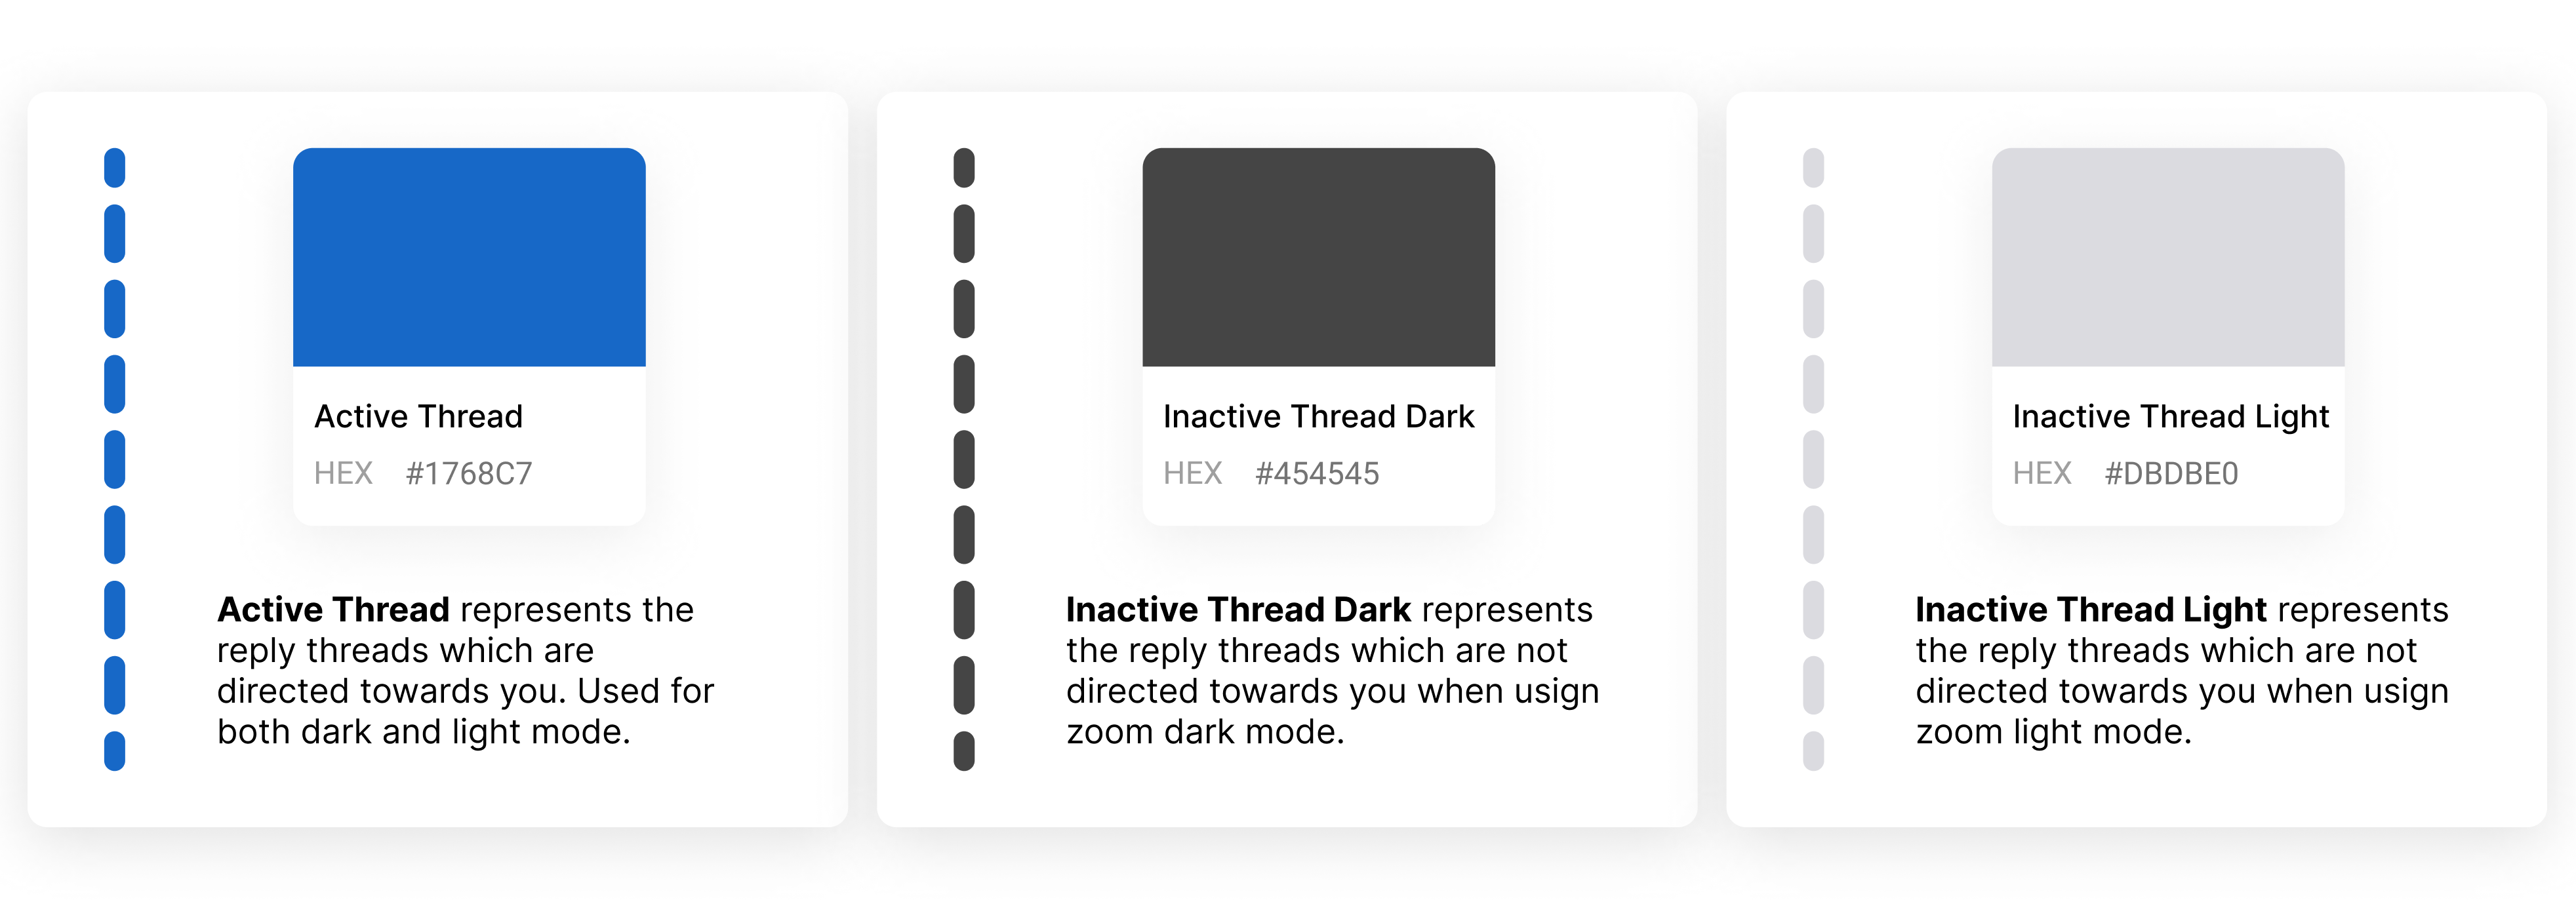 Active Thread
HEX #1768C7
Active Thread represents the
reply threads which are
directed towards you. Used for
both dark and light mode.
Inactive Thread Dark
HEX #454545
Inactive Thread Dark represents
the reply threads which are not
directed towards you when usign
zoom dark mode.
Inactive Thread Light
HEX #DBDBE0
Inactive Thread Light represents
the reply threads which are not
directed towards you when usign
zoom light mode.